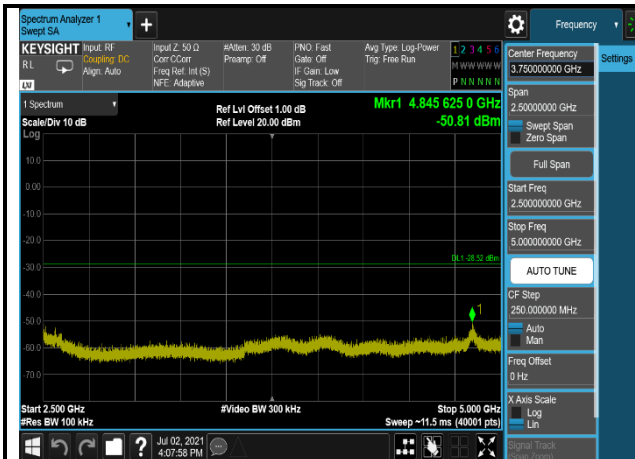 Spectrum Analyzer 1
Swept SA
+
Frequency
KEYSIGHT
RL
LXI
Input: RF
Coupling: DC
Align: Auto
Input Z: 50 Ω
Corr CCorr
Freq Ref: Int (S)
NFE: Adaptive
#Atten: 30 dB
Preamp: Off
PNO: Fast
Gate: Off
IF Gain: Low
Sig Track: Off
Avg Type: Log-Power
Trig: Free Run
1 2 3 4 5 6
M W W W W W
P N N N N N
1 Spectrum
Scale/Div 10 dB
Log
Ref Lvl Offset 1.00 dB
Ref Level 20.00 dBm
Mkr1 4.845 625 0 GHz
-50.81 dBm
10.0
0.00
-10.0
-20.0
-30.0
-40.0
-50.0
-60.0
-70.0
DL1 -28.52 dBm
1
Start 2.500 GHz
#Res BW 100 kHz
#Video BW 300 kHz
Stop 5.000 GHz
Sweep ~11.5 ms (40001 pts)
Center Frequency
3.750000000 GHz
Settings
Span
2.50000000 GHz
Swept Span
Zero Span
Full Span
Start Freq
2.500000000 GHz
Stop Freq
5.000000000 GHz
AUTO TUNE
CF Step
250.000000 MHz
Auto
Man
Freq Offset
0 Hz
X Axis Scale
Log
Lin
Signal Track
(Span Zoom)
?
Jul 02, 2021
4:07:58 PM